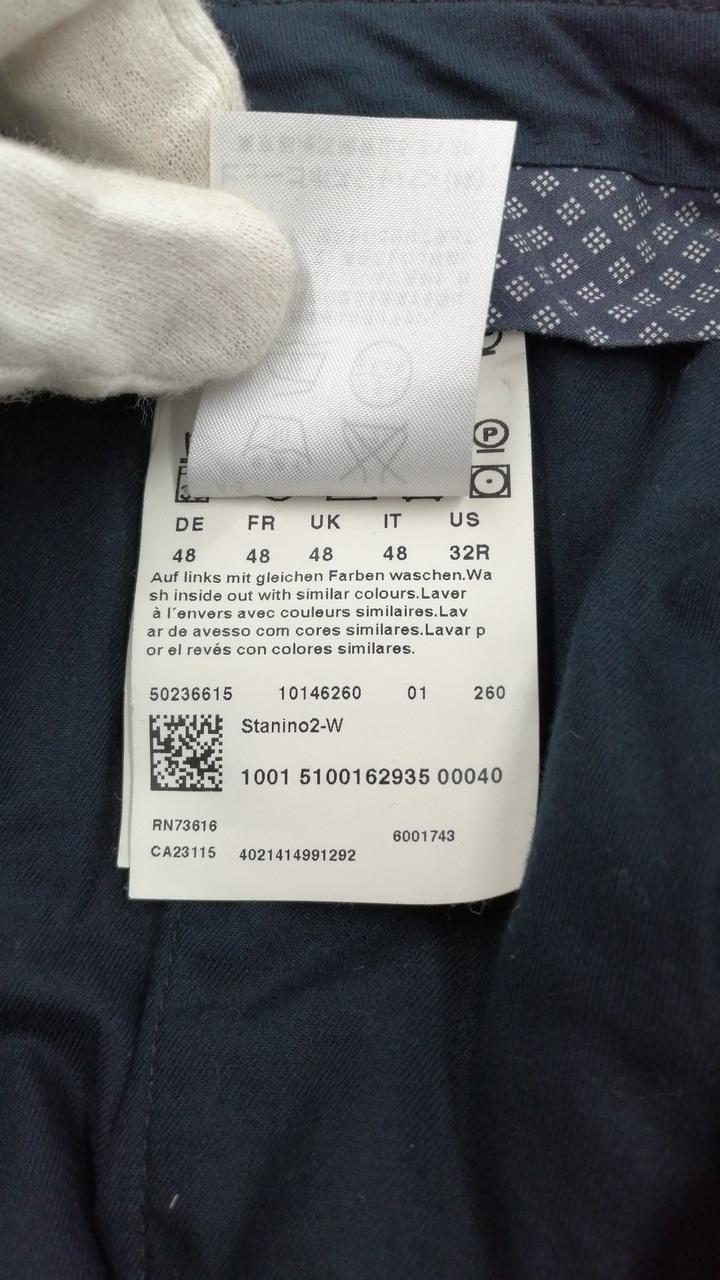 P
DE FR UK IT US
48 48 48 48 32R
Auf links mit gleichen Farben waschen.Wa
sh inside out with similar colours.Laver
à l´envers avec couleurs similaires.Lav
ar de avesso com cores similares.Lavar p
or el revés con colores similares.
50236615 10146260 01 260
Stanino2-W
1001 5100162935 00040
RN73616 6001743
CA23115 4021414991292